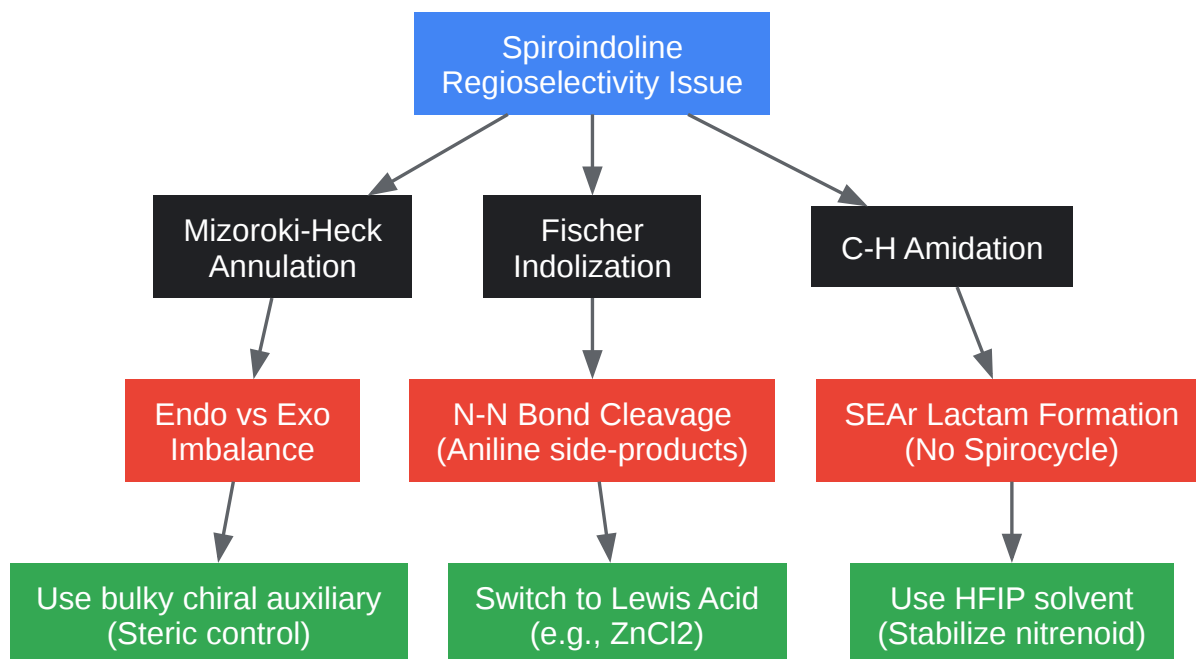 Spiroindoline
Regioselectivity Issue
Mizoroki-Heck
Annulation
Fischer
Indolization
C-H Amidation
Endo vs Exo
Imbalance
N-N Bond Cleavage
(Aniline side-products)
SEAr Lactam Formation
(No Spirocycle)
Use bulky chiral auxiliary
(Steric control)
Switch to Lewis Acid
(e.g., ZnCl2)
Use HFIP solvent
(Stabilize nitrenoid)